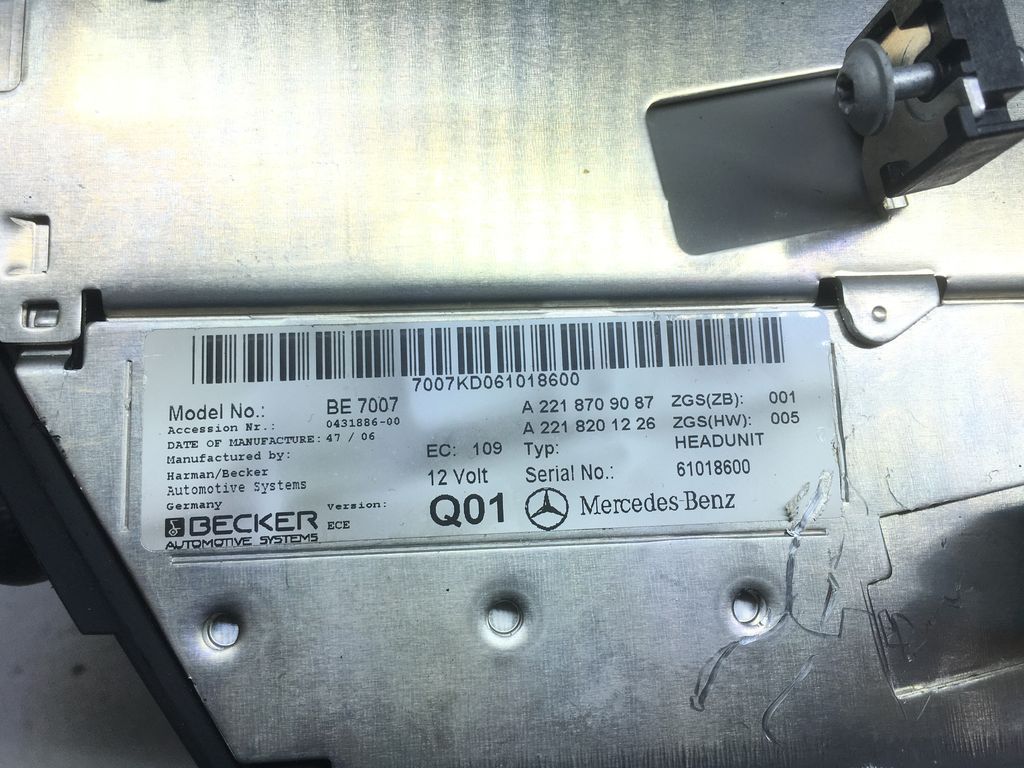 7007KD061018600
Model No.: BE 7007 A 221 870 90 87 ZGS(ZB): 001
Accession Nr.: 0431886-00 A 221 820 12 26 ZGS(HW): 005
DATE OF MANUFACTURE: 47 / 06 EC: 109 Typ: HEADUNIT
Manufactured by:
Harman/Becker 12 Volt Serial No.: 61018600
Automotive Systems
Germany Version: Q01 Mercedes-Benz
BECKER ECE
AUTOMOTIVE SYSTEMS